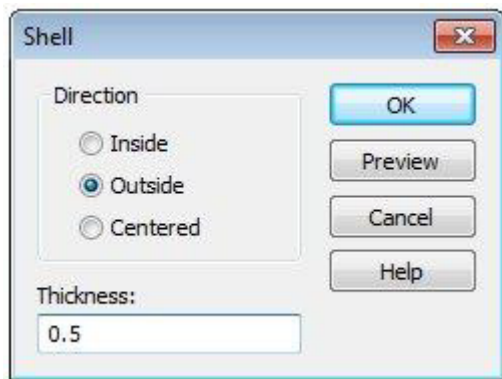 Shell
Direction
Inside
Outside
Centered
Thickness:
0.5
OK
Preview
Cancel
Help